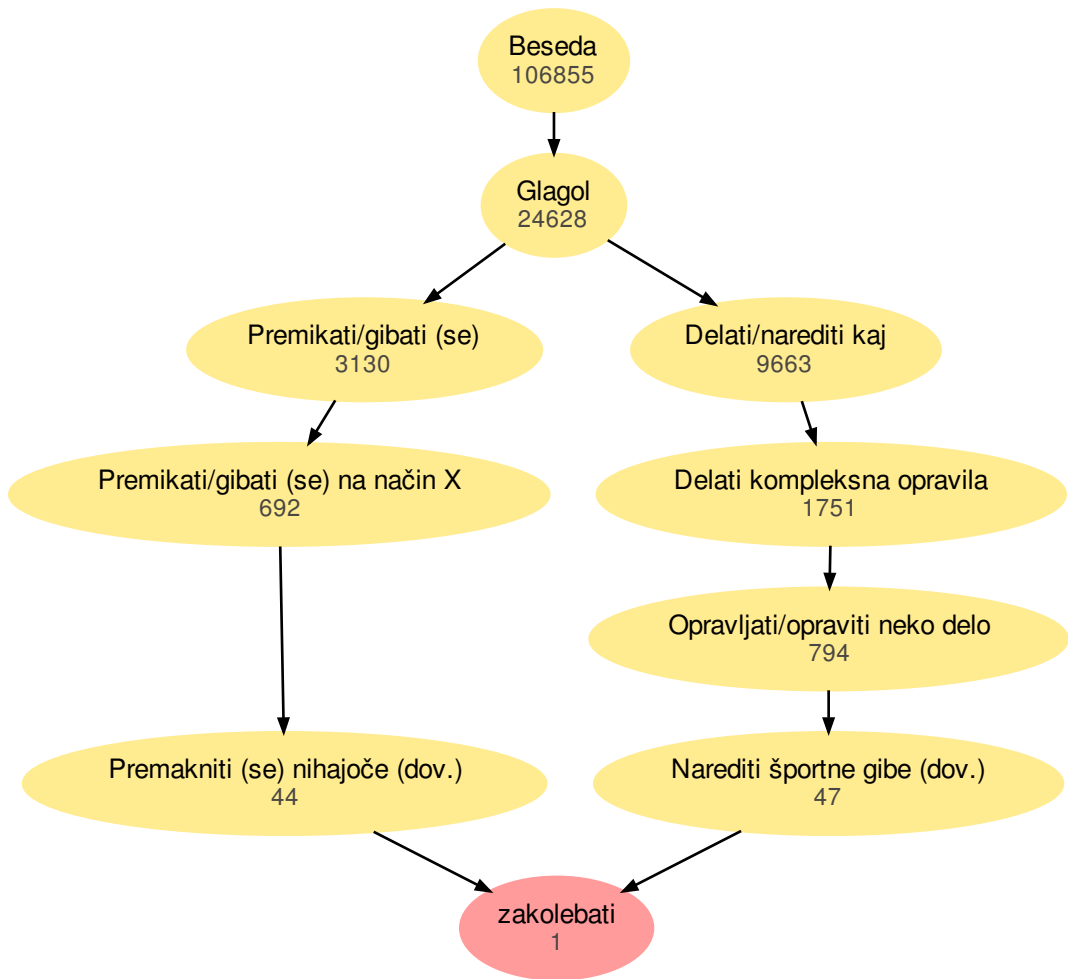 Beseda
106855
Glagol
24628
Premikati/gibati (se)
3130
Delati/narediti kaj
9663
Premikati/gibati (se) na način X
692
Delati kompleksna opravila
1751
Opravljati/opraviti neko delo
794
Premakniti (se) nihajoče (dov.)
44
Narediti športne gibe (dov.)
47
zakolebati
1